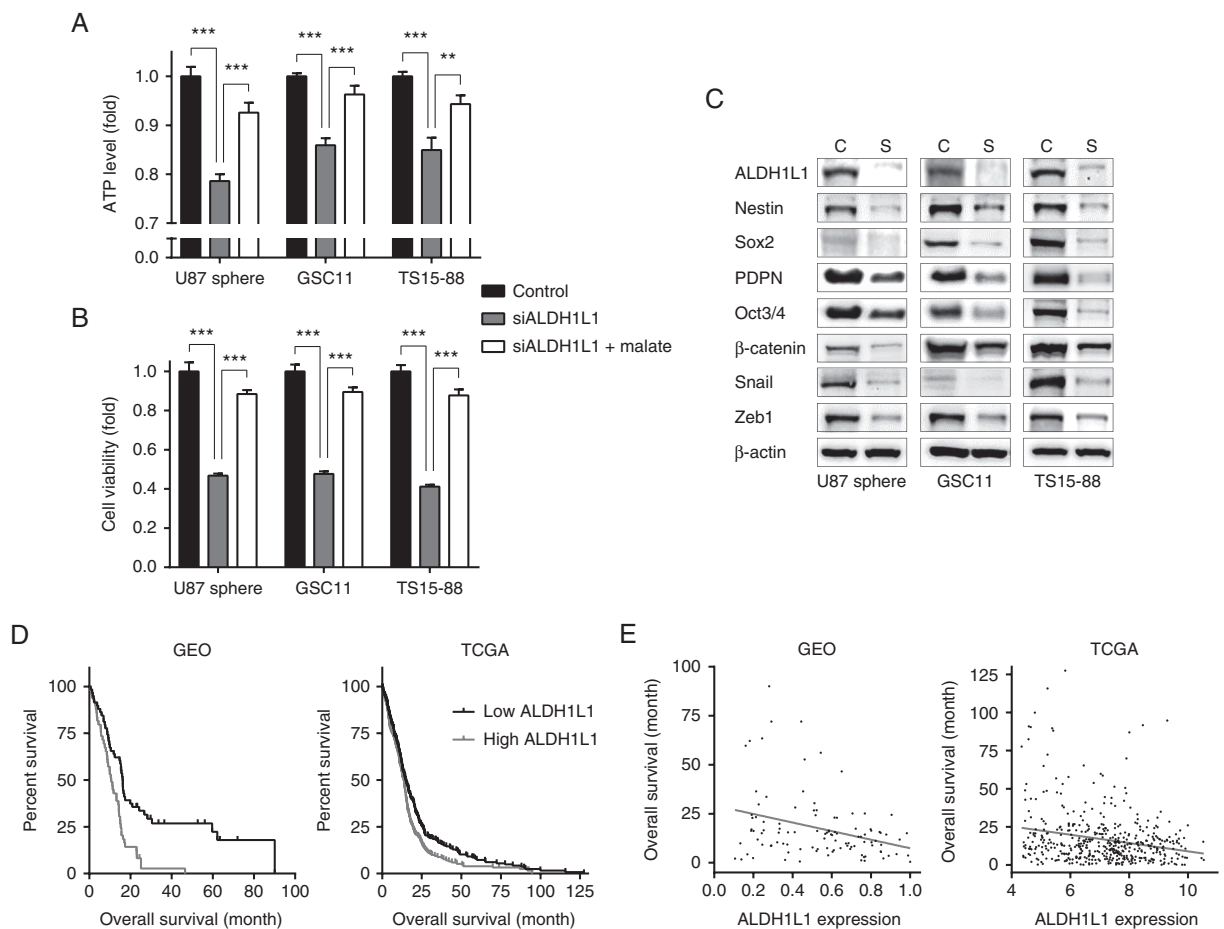 A
***
***
***
***
***
**
ATP level (fold)
1.0
0.9
0.8
0.7
0.0
U87 sphere
GSC11
TS15-88
Control
siALDH1L1
siALDH1L1 + malate
B
***
***
***
***
***
***
Cell viability (fold)
1.0
0.8
0.6
0.4
0.2
0.0
U87 sphere
GSC11
TS15-88
C
C S C S C S
ALDH1L1
Nestin
Sox2
PDPN
Oct3/4
β-catenin
Snail
Zeb1
β-actin
U87 sphere
GSC11
TS15-88
D
GEO
Percent survival
100
75
50
25
0
0 20 40 60 80 100
Overall survival (month)
TCGA
Low ALDH1L1
High ALDH1L1
Percent survival
100
75
50
25
0
0 25 50 75 100 125
Overall survival (month)
E
GEO
Overall survival (month)
100
75
50
25
0
0.0 0.2 0.4 0.6 0.8 1.0
ALDH1L1 expression
TCGA
Overall survival (month)
125
100
75
50
25
0
4 6 8 10
ALDH1L1 expression